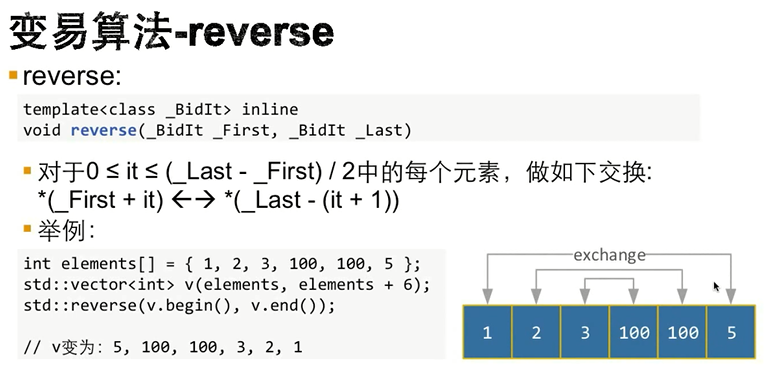 变易算法-reverse
reverse:
template<class _BidIt> inline
void reverse(_BidIt _First, _BidIt _Last)
对于0 ≤ it ≤ (_Last - _First) / 2中的每个元素，做如下交换:
*(_First + it) ←→ *(_Last - (it + 1))
举例：
int elements[] = { 1, 2, 3, 100, 100, 5 };
std::vector<int> v(elements, elements + 6);
std::reverse(v.begin(), v.end());
// v变为: 5, 100, 100, 3, 2, 1
exchange
1 2 3 100 100 5